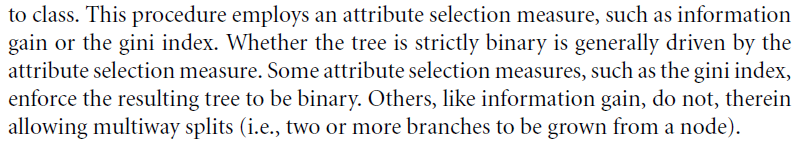 to class. This procedure employs an attribute selection measure, such as information
gain or the gini index. Whether the tree is strictly binary is generally driven by the
attribute selection measure. Some attribute selection measures, such as the gini index,
enforce the resulting tree to be binary. Others, like information gain, do not, therein
allowing multiway splits (i.e., two or more branches to be grown from a node).